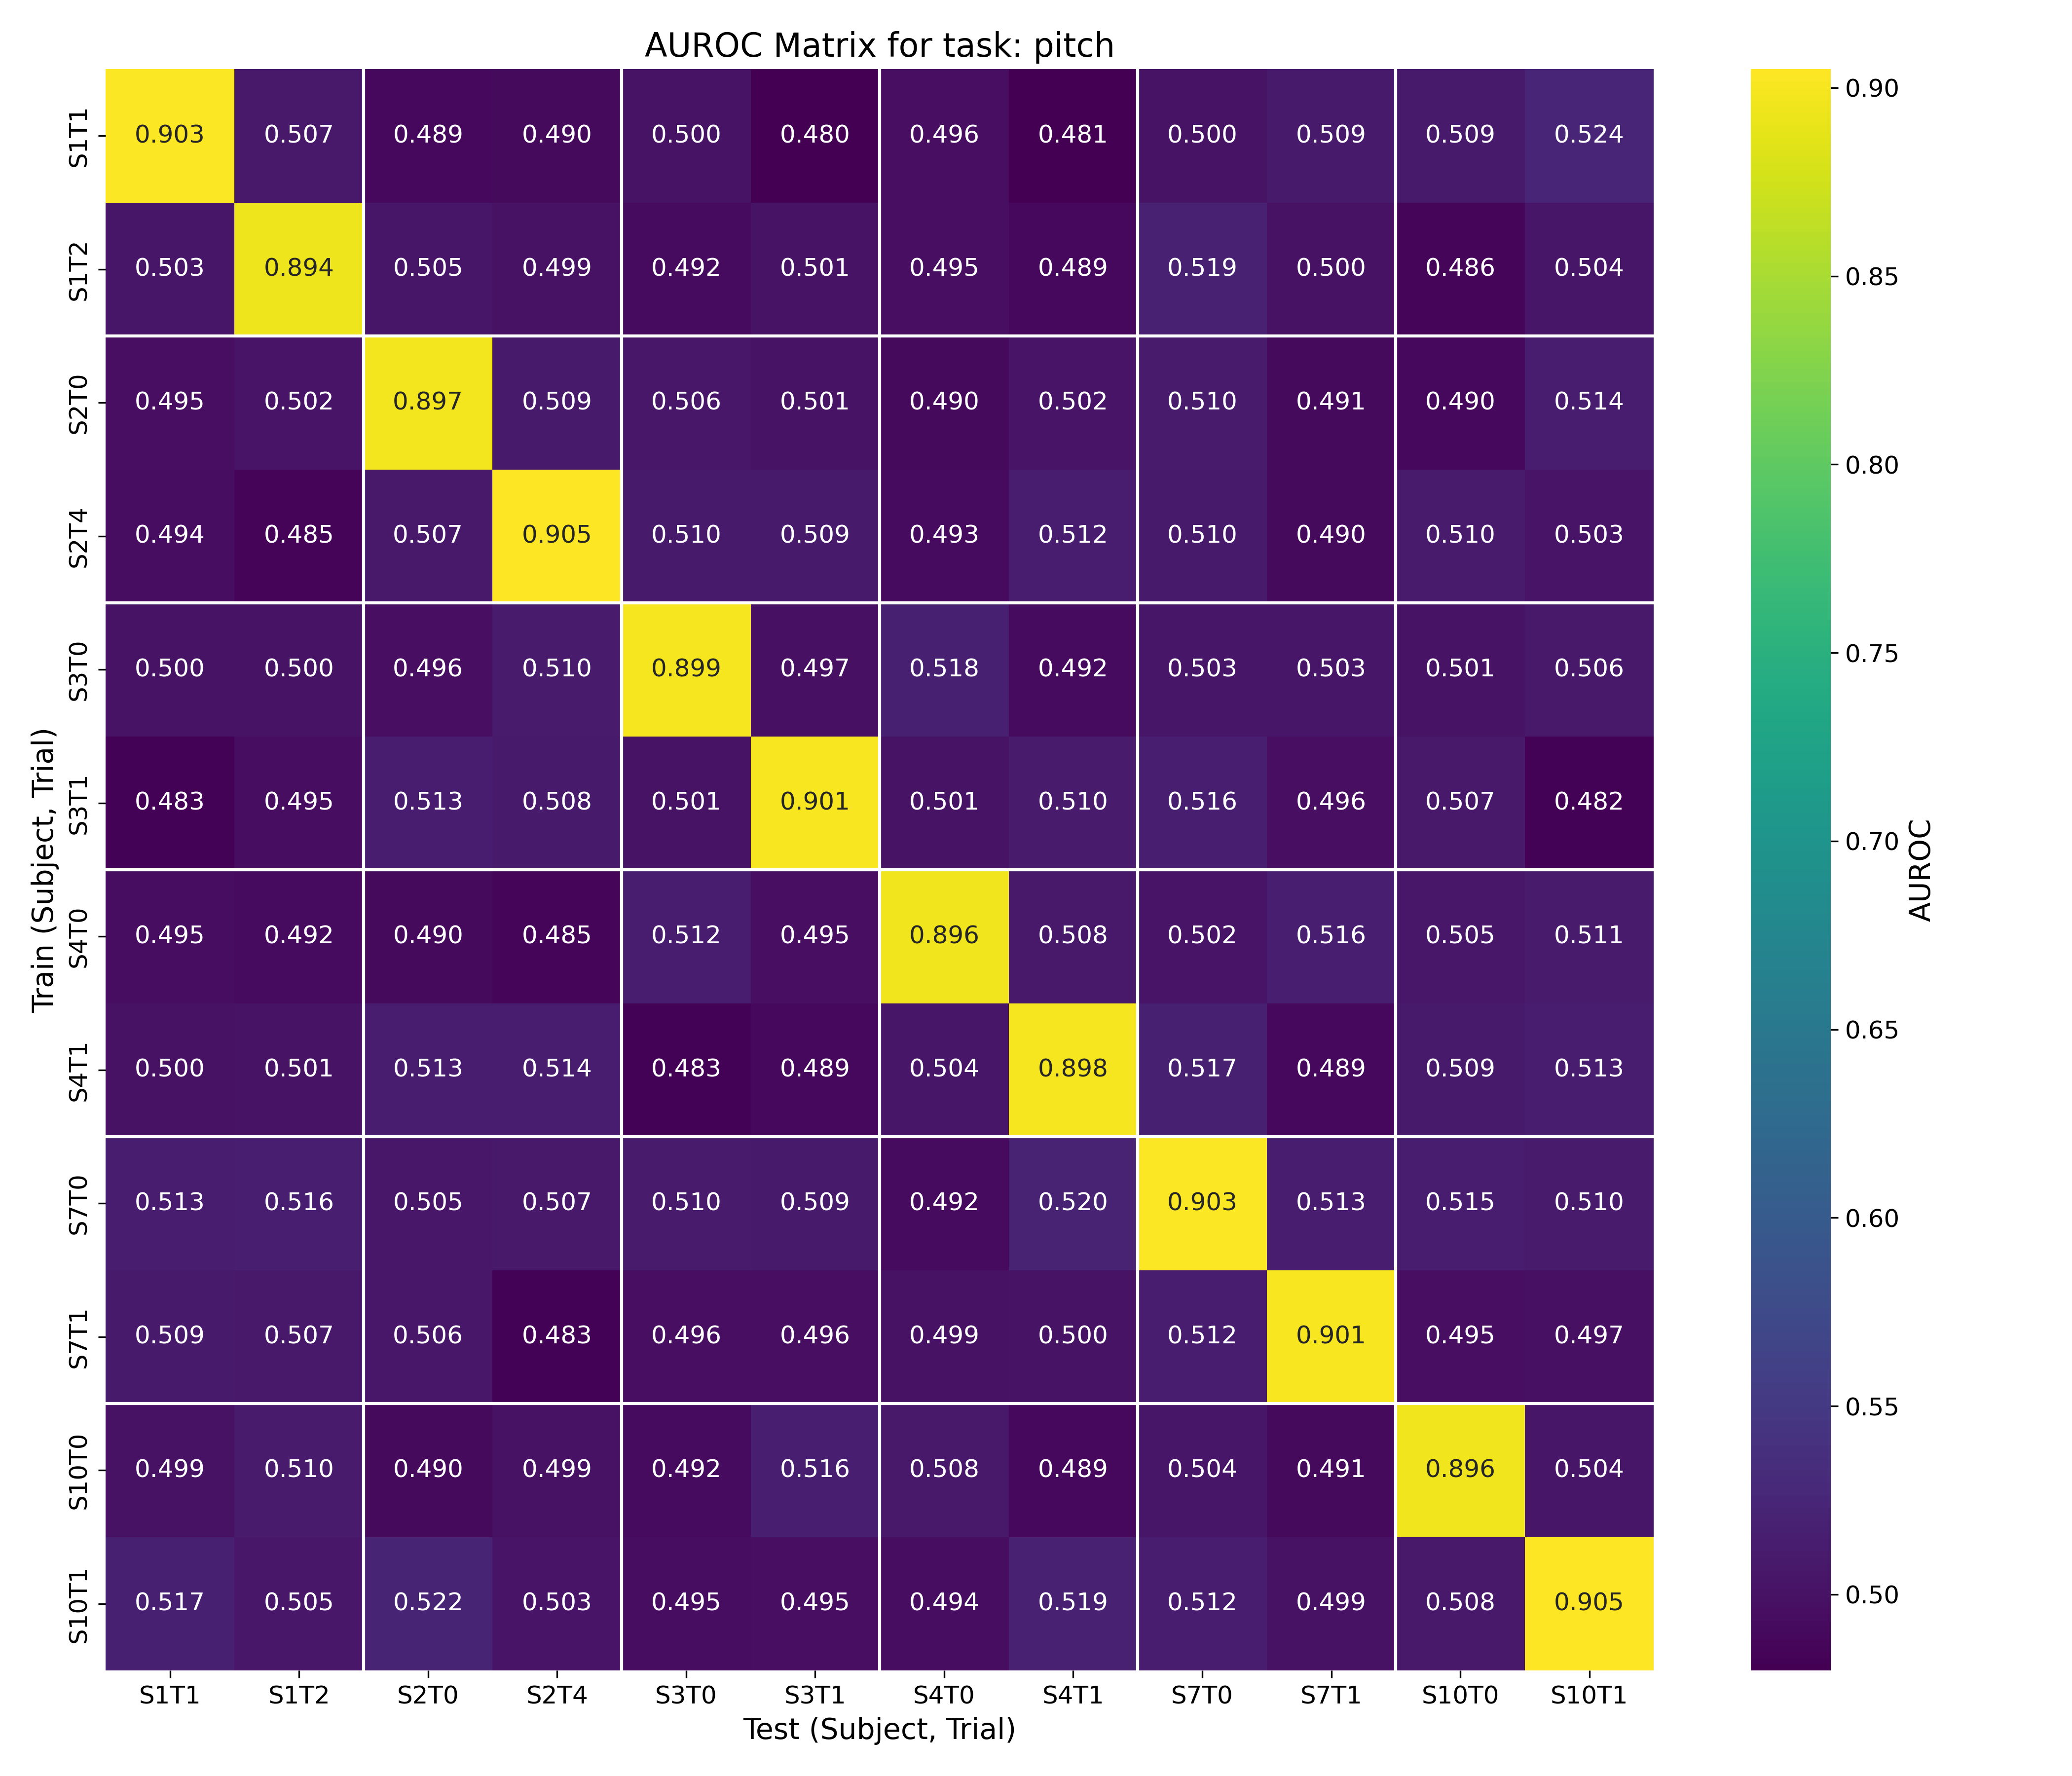 AUROC Matrix for task: pitch
S1T1 0.903 0.507 0.489 0.490 0.500 0.480 0.496 0.481 0.500 0.509 0.509 0.524
S1T2 0.503 0.894 0.505 0.499 0.492 0.501 0.495 0.489 0.519 0.500 0.486 0.504
S2T0 0.495 0.502 0.897 0.509 0.506 0.501 0.490 0.502 0.510 0.491 0.490 0.514
S2T4 0.494 0.485 0.507 0.905 0.510 0.509 0.493 0.512 0.510 0.490 0.510 0.503
S3T0 0.500 0.500 0.496 0.510 0.899 0.497 0.518 0.492 0.503 0.503 0.501 0.506
S3T1 0.483 0.495 0.513 0.508 0.501 0.901 0.501 0.510 0.516 0.496 0.507 0.482
S4T0 0.495 0.492 0.490 0.485 0.512 0.495 0.896 0.508 0.502 0.516 0.505 0.511
S4T1 0.500 0.501 0.513 0.514 0.483 0.489 0.504 0.898 0.517 0.489 0.509 0.513
S7T0 0.513 0.516 0.505 0.507 0.510 0.509 0.492 0.520 0.903 0.513 0.515 0.510
S7T1 0.509 0.507 0.506 0.483 0.496 0.496 0.499 0.500 0.512 0.901 0.495 0.497
S10T0 0.499 0.510 0.490 0.499 0.492 0.516 0.508 0.489 0.504 0.491 0.896 0.504
S10T1 0.517 0.505 0.522 0.503 0.495 0.495 0.494 0.519 0.512 0.499 0.508 0.905
S1T1 S1T2 S2T0 S2T4 S3T0 S3T1 S4T0 S4T1 S7T0 S7T1 S10T0 S10T1
Test (Subject, Trial)
Train (Subject, Trial)
0.90
0.85
0.80
0.75
0.70
0.65
0.60
0.55
0.50
AUROC